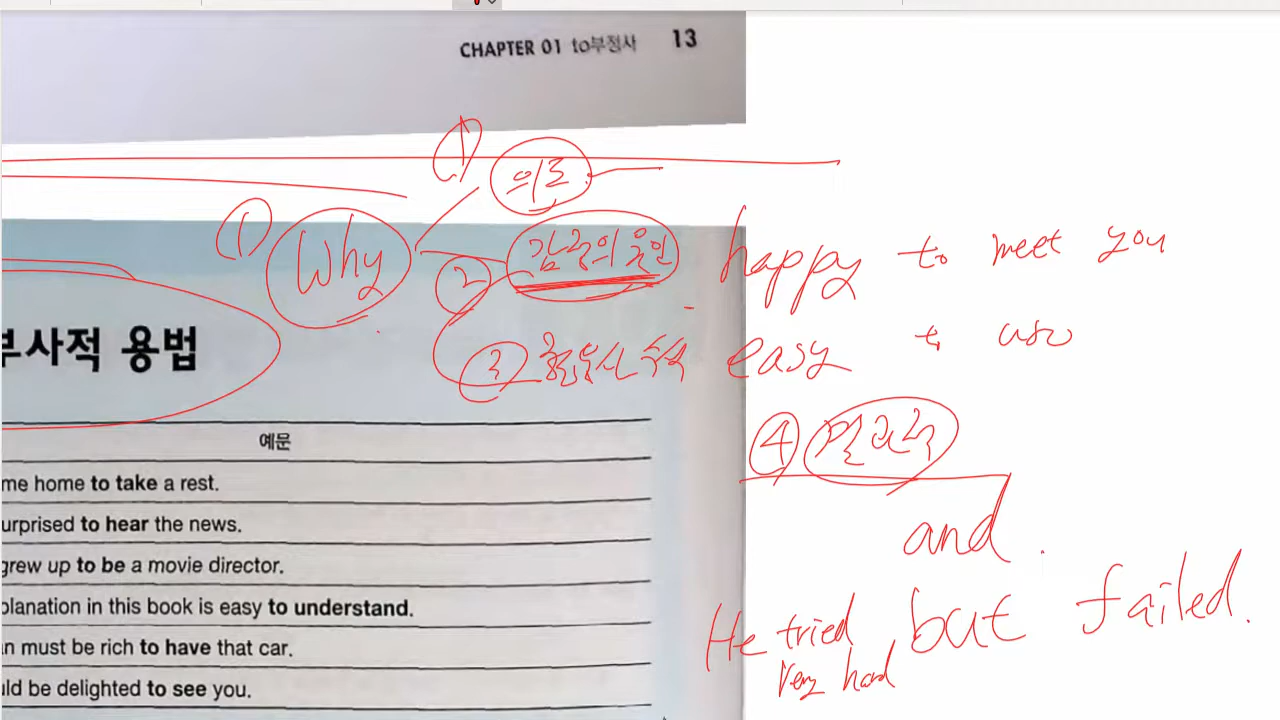 CHAPTER 01 to부정사 13
① 의도
① Why
② 감정의 원인 happy to meet you
부사적 용법
③ 형용사 수식 easy to use
④ 결과적
예문
and.
me home to take a rest.
urprised to hear the news.
grew up to be a movie director.
planation in this book is easy to understand.
n must be rich to have that car.
ld be delighted to see you.
He tried very hard, but failed.